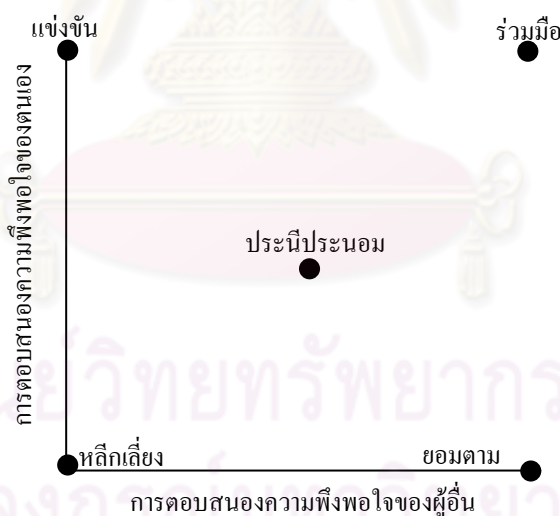 แข่งขัน
ร่วมมือ
การตอบสนองความพึงพอใจของตนเอง
ประนีประนอม
หลีกเลี่ยง
ยอมตาม
การตอบสนองความพึงพอใจของผู้อื่น